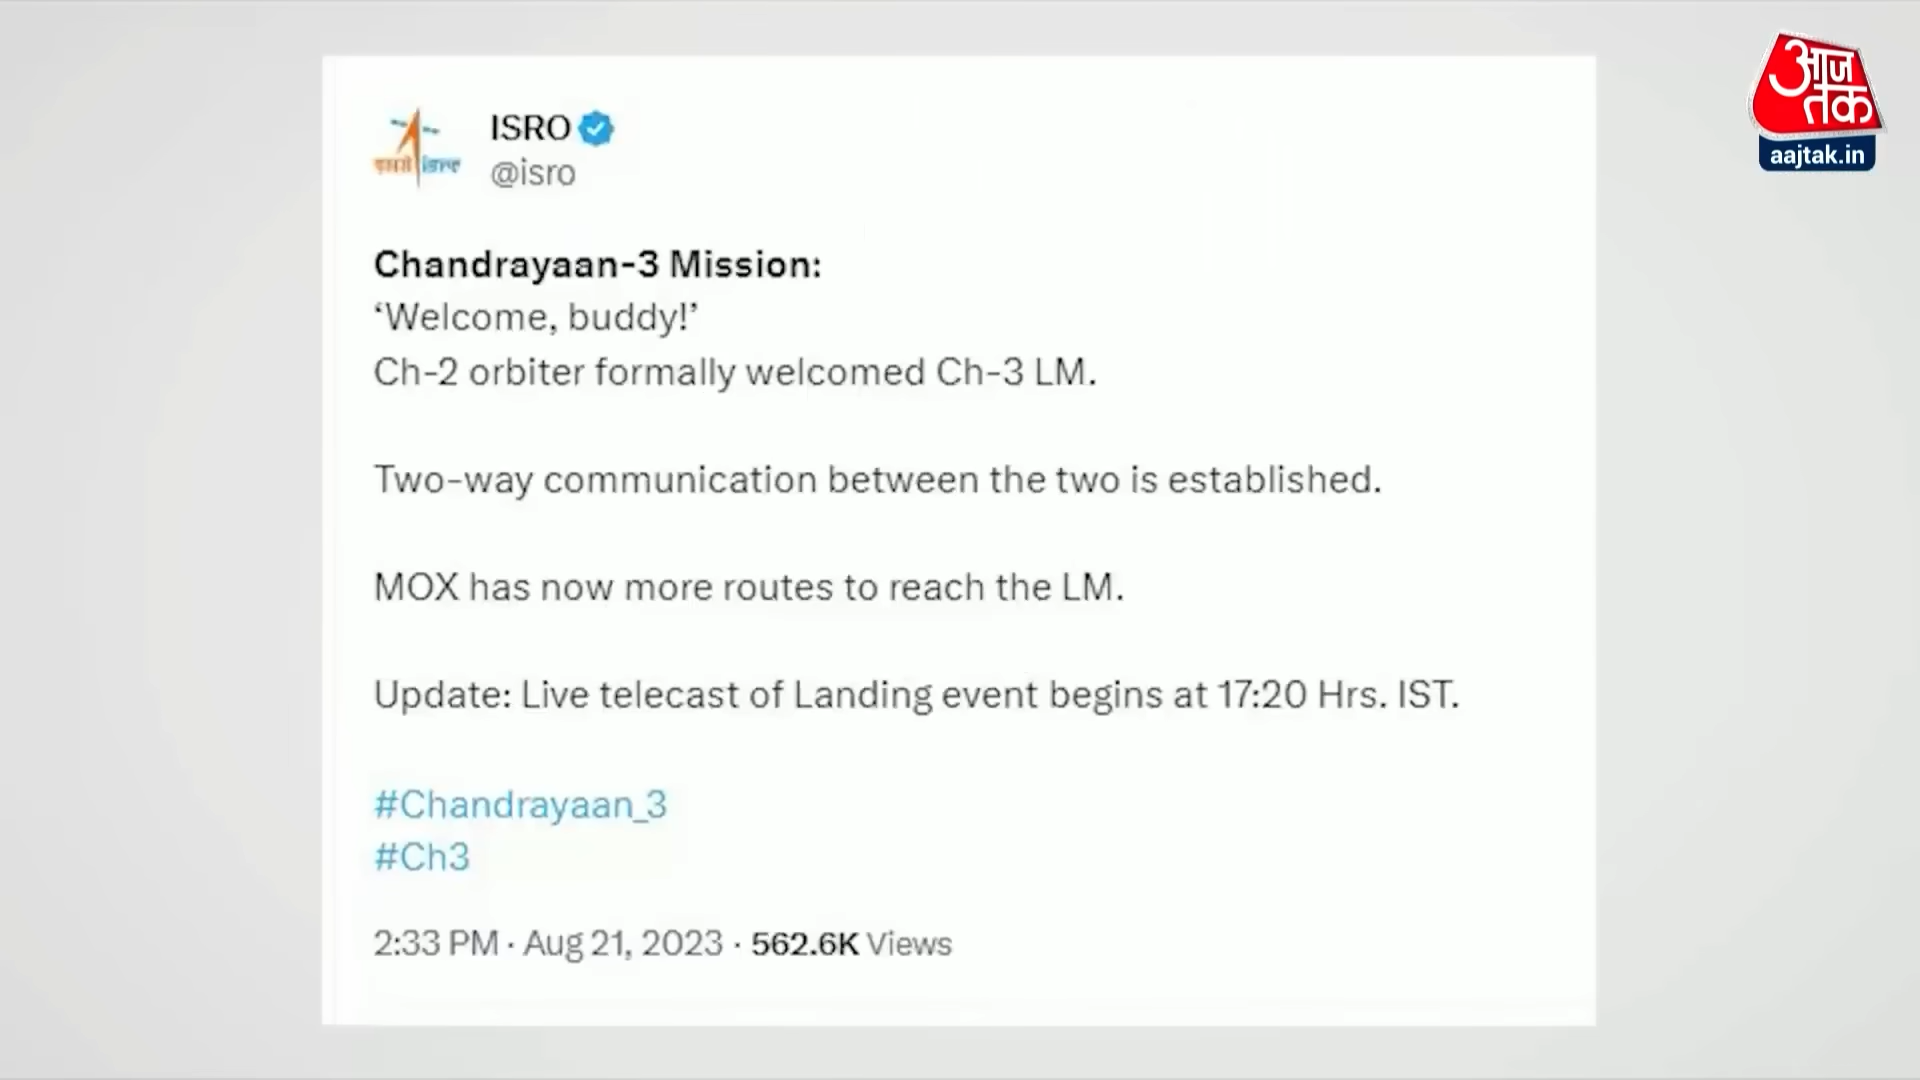 आज
तक
aajtak.in
ISRO
@isro
इसरो isro
Chandrayaan-3 Mission:
‘Welcome, buddy!’
Ch-2 orbiter formally welcomed Ch-3 LM.
Two-way communication between the two is established.
MOX has now more routes to reach the LM.
Update: Live telecast of Landing event begins at 17:20 Hrs. IST.
#Chandrayaan_3
#Ch3
2:33 PM · Aug 21, 2023 · 562.6K Views